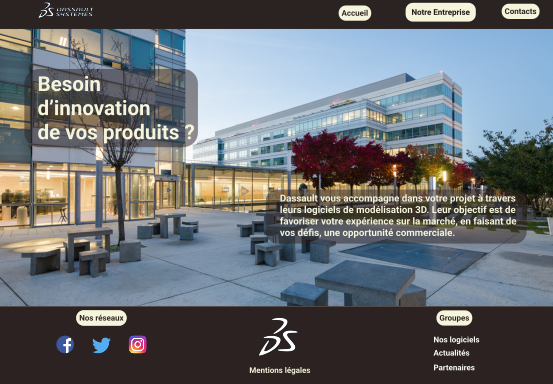 DASSAULT
SYSTEMES
Accueil
Notre Entreprise
Contacts
Besoin
d’innovation
de vos produits ?
Dassault vous accompagne dans votre projet à travers
leurs logiciels de modélisation 3D. Leur objectif est de
favoriser votre expérience sur la marché, en faisant de
vos défis, une opportunité commerciale.
Nos réseaux
Groupes
Nos logiciels
Actualités
Partenaires
Mentions légales